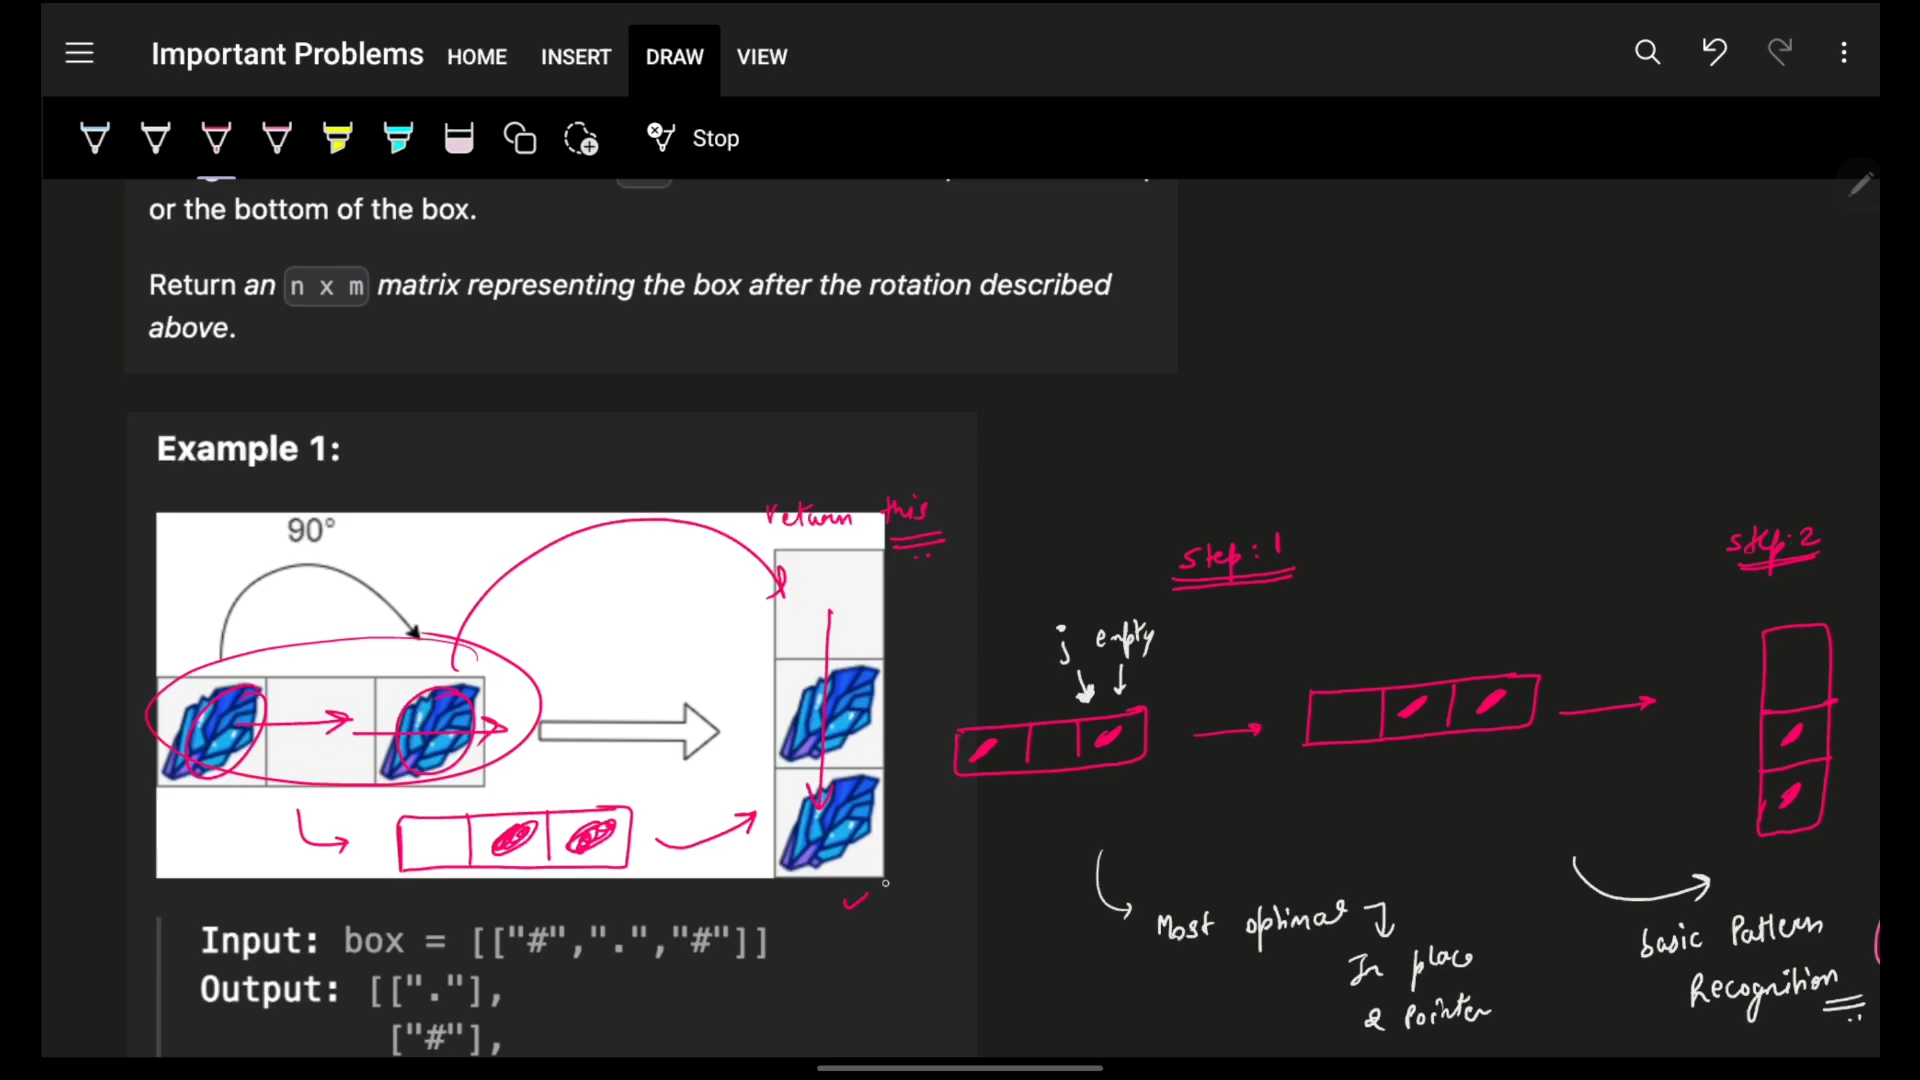 Important Problems HOME INSERT DRAW VIEW
Stop
or the bottom of the box.
Return an n x m matrix representing the box after the rotation described
above.
Example 1:
90°
return this
Step: 1
Step: 2
j empty
Most optimal
In place
2 pointer
basic Pattern
Recognition
Input: box = [["#",".","#"]]
Output: [["."],
["#"],